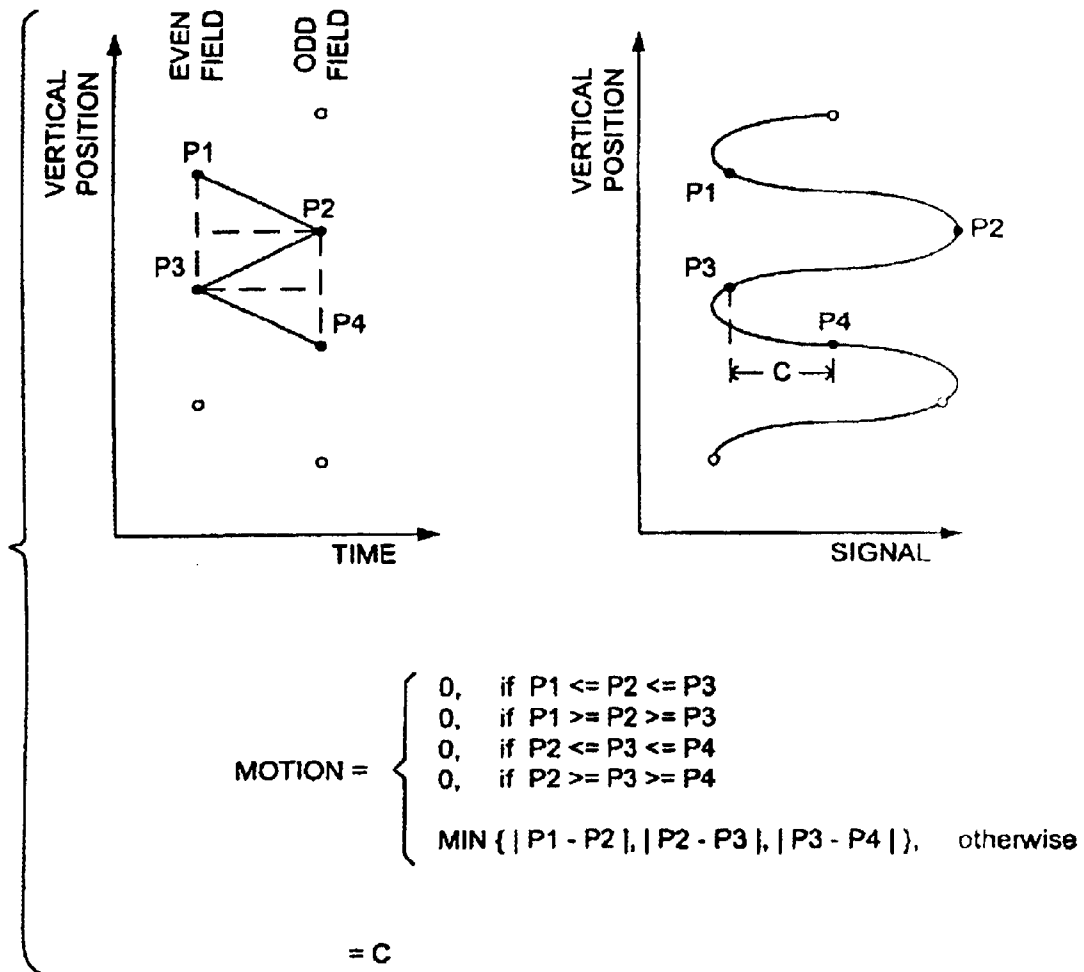 EVEN
FIELD
ODD
FIELD
VERTICAL
POSITION
P1
P2
P3
P4
TIME
VERTICAL
POSITION
P1
P2
P3
P4
C
SIGNAL
MOTION =
0, if P1 <= P2 <= P3
0, if P1 >= P2 >= P3
0, if P2 <= P3 <= P4
0, if P2 >= P3 >= P4
MIN { | P1 - P2 |, | P2 - P3 |, | P3 - P4 | }, otherwise
= C